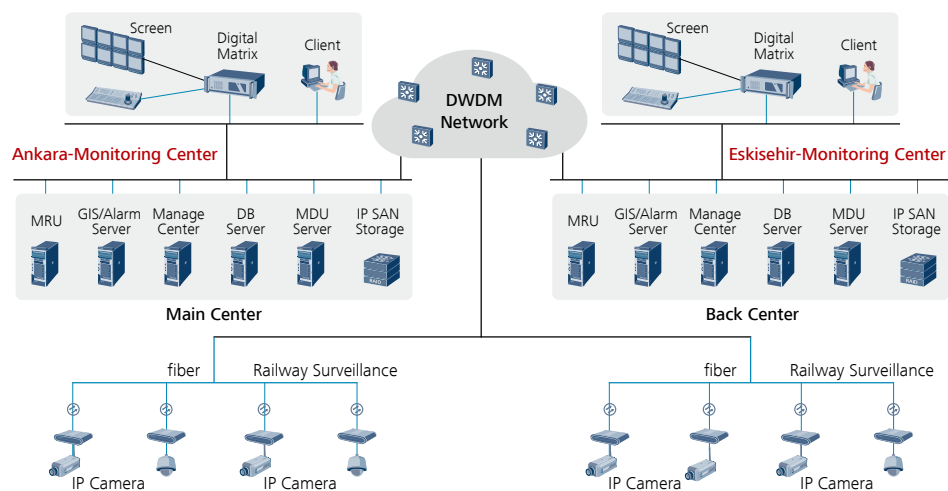 Screen
Digital
Matrix
Client
DWDM
Network
Screen
Digital
Matrix
Client
Ankara-Monitoring Center
Eskisehir-Monitoring Center
MRU
GIS/Alarm
Server
Manage
Center
DB
Server
MDU
Server
IP SAN
Storage
RAID
Main Center
MRU
GIS/Alarm
Server
Manage
Center
DB
Server
MDU
Server
IP SAN
Storage
RAID
Back Center
fiber
Railway Surveillance
IP Camera
IP Camera
fiber
Railway Surveillance
IP Camera
IP Camera